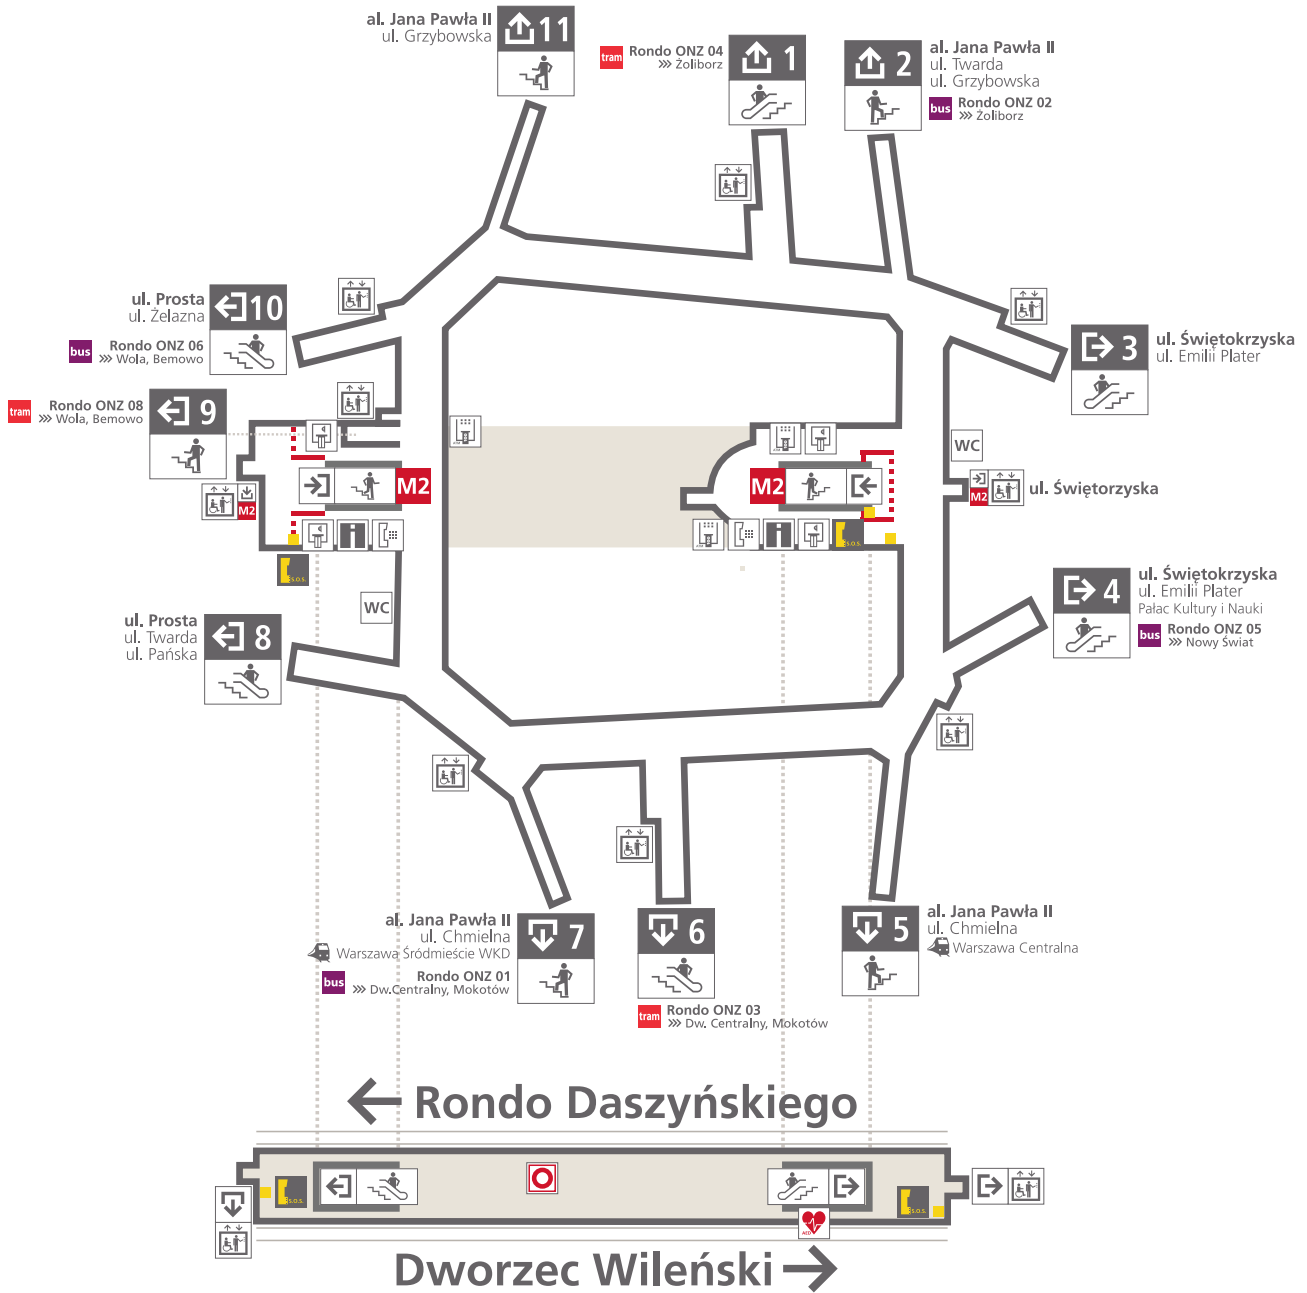 al. Jana Pawła II
ul. Grzybowska
11
tram
Rondo ONZ 04
>>> Żoliborz
1
2
al. Jana Pawła II
ul. Twarda
ul. Grzybowska
bus
Rondo ONZ 02
>>> Żoliborz
ul. Prosta
ul. Żelazna
10
bus
Rondo ONZ 06
>>> Wola, Bemowo
3
ul. Świętokrzyska
ul. Emilii Plater
tram
Rondo ONZ 08
>>> Wola, Bemowo
9
WC
M2
M2
M2
M2
ul. Świętorzyska
S.O.S.
S.O.S.
4
ul. Świętokrzyska
ul. Emilii Plater
Pałac Kultury i Nauki
bus
Rondo ONZ 05
>>> Nowy Świat
WC
ul. Prosta
ul. Twarda
ul. Pańska
8
al. Jana Pawła II
ul. Chmielna
Warszawa Śródmieście WKD
bus
Rondo ONZ 01
>>> Dw.Centralny, Mokotów
7
6
tram
Rondo ONZ 03
>>> Dw. Centralny, Mokotów
5
al. Jana Pawła II
ul. Chmielna
Warszawa Centralna
Rondo Daszyńskiego
S.O.S.
S.O.S.
AED
Dworzec Wileński